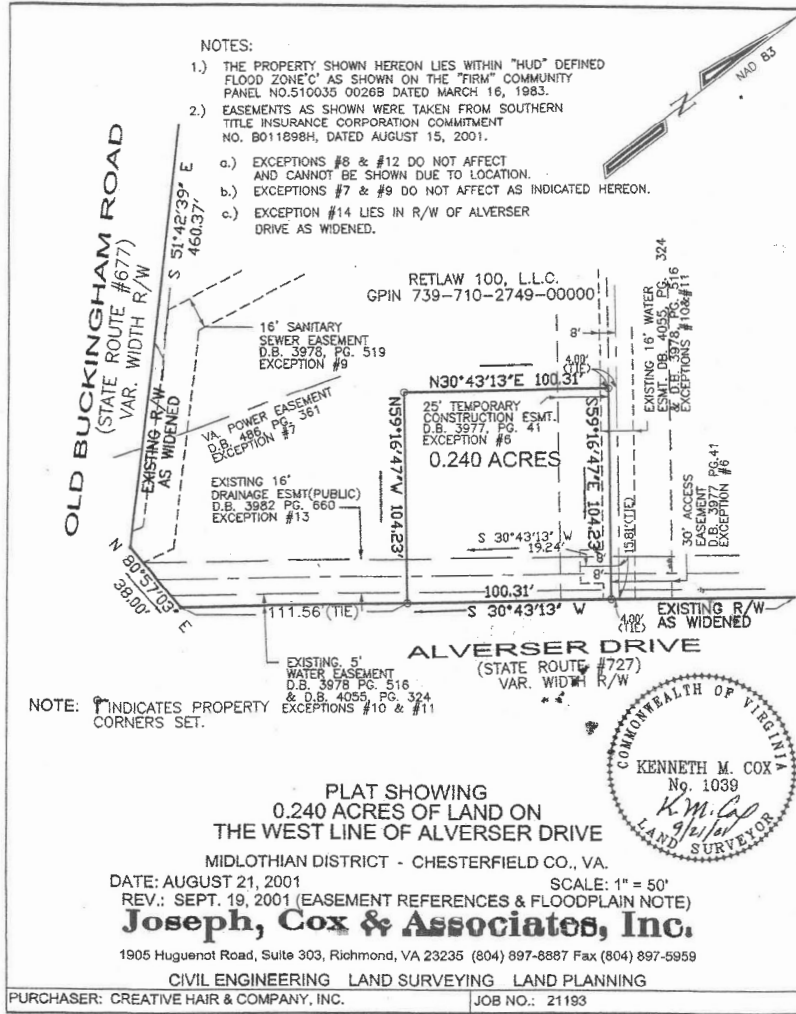 NOTES:
1.) THE PROPERTY SHOWN HEREON LIES WITHIN "HUD" DEFINED
FLOOD ZONE'C' AS SHOWN ON THE "FIRM" COMMUNITY
PANEL NO.510035 0026B DATED MARCH 16, 1983.
2.) EASEMENTS AS SHOWN WERE TAKEN FROM SOUTHERN
TITLE INSURANCE CORPORATION COMMITMENT
NO. B011898H, DATED AUGUST 15, 2001.
a.) EXCEPTIONS #8 & #12 DO NOT AFFECT
AND CANNOT BE SHOWN DUE TO LOCATION.
b.) EXCEPTIONS #7 & #9 DO NOT AFFECT AS INDICATED HEREON.
c.) EXCEPTION #14 LIES IN R/W OF ALVERSER
DRIVE AS WIDENED.
N
NAD 83
OLD BUCKINGHAM ROAD
(STATE ROUTE #677)
VAR. WIDTH R/W
S 51°42'39" E
460.37'
EXISTING R/W
AS WIDENED
RETLAW 100, L.L.C.
GPIN 739-710-2749-00000
16' SANITARY
SEWER EASEMENT
D.B. 3978, PG. 519
EXCEPTION #9
VA. POWER EASEMENT
D.B. 486, PG. 361
EXCEPTION #7
EXISTING 16'
DRAINAGE ESMT(PUBLIC)
D.B. 3982 PG. 660
EXCEPTION #13
8'
4.00'
(TIE)
N30°43'13"E 100.31'
25' TEMPORARY
CONSTRUCTION ESMT.
D.B. 3977, PG. 41
EXCEPTION #6
0.240 ACRES
N59°16'47"W 104.23'
S59°16'47"E 104.23'
EXISTING 16' WATER
ESMT. DB. 4055, PG. 324
& D.B. 3978, PG. 516
EXCEPTIONS #10&#11
30' ACCESS
EASEMENT
D.B. 3977, PG.41
EXCEPTION #6
S 30°43'13" W
19.24'
8'
8'
15.81'(TIE)
N 80°57'03" E
38.00'
111.56'(TIE)
100.31'
S 30°43'13" W
4.00'
(TIE)
EXISTING R/W
AS WIDENED
ALVERSER DRIVE
(STATE ROUTE #727)
VAR. WIDTH R/W
EXISTING 5'
WATER EASEMENT
D.B. 3978 PG. 516
& D.B. 4055, PG. 324
EXCEPTIONS #10 & #11
NOTE: INDICATES PROPERTY
CORNERS SET.
COMMONWEALTH OF VIRGINIA
KENNETH M. COX
No. 1039
K.M. Cox
9/21/01
LAND SURVEYOR
PLAT SHOWING
0.240 ACRES OF LAND ON
THE WEST LINE OF ALVERSER DRIVE
MIDLOTHIAN DISTRICT - CHESTERFIELD CO., VA.
DATE: AUGUST 21, 2001 SCALE: 1" = 50'
REV.: SEPT. 19, 2001 (EASEMENT REFERENCES & FLOODPLAIN NOTE)
Joseph, Cox & Associates, Inc.
1905 Huguenot Road, Suite 303, Richmond, VA 23235 (804) 897-8887 Fax (804) 897-5959
CIVIL ENGINEERING LAND SURVEYING LAND PLANNING
PURCHASER: CREATIVE HAIR & COMPANY, INC. JOB NO.: 21193